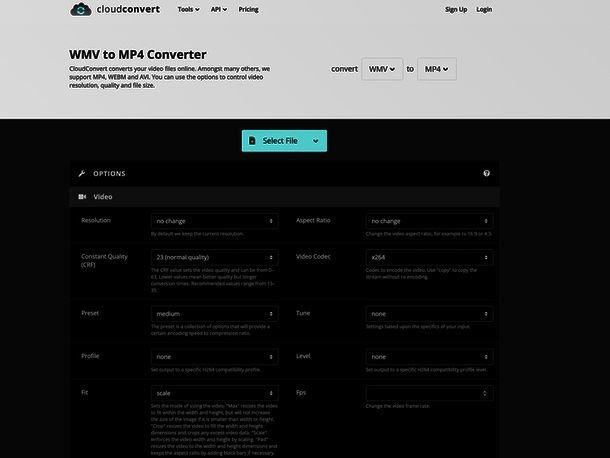 cloudconvert Tools API Pricing Sign Up Login
WMV to MP4 Converter
CloudConvert converts your video files online. Amongst many others, we
support MP4, WEBM and AVI. You can use the options to control video
resolution, quality and file size.
convert WMV to MP4
Select File
OPTIONS
Video
Resolution no change
By default we keep the current resolution.
Aspect Ratio no change
Change the video aspect ratio, for example to 16:9 or 4:3.
Constant Quality
(CRF)
23 (normal quality)
The CRF value sets the video quality and can be from 0-
63. Lower values mean better quality but longer
conversion times. Recommended values range from 15-
35.
Video Codec x264
Codec to encode the video. Use "copy" to copy the
stream without re-encoding.
Preset medium
The preset is a collection of options that will provide a
certain encoding speed to compression ratio.
Tune none
Settings based upon the specifics of your input.
Profile none
Set output to a specific H264 compatibility profile.
Level none
Set output to a specific H264 compatibility profile level.
Fit scale
Sets the mode of sizing the video. "Max" resizes the video
to fit within the width and height, but will not increase
the size of the image if it is smaller than width or height.
"Crop" resizes the video to fill the width and height
dimensions and crops any excess video data. "Scale"
enforces the video width and height by scaling. "Pad"
resizes the video to the width and height dimensions and
keeps the aspect ratio by adding black bars if necessary.
Fps
Change the video frame rate.